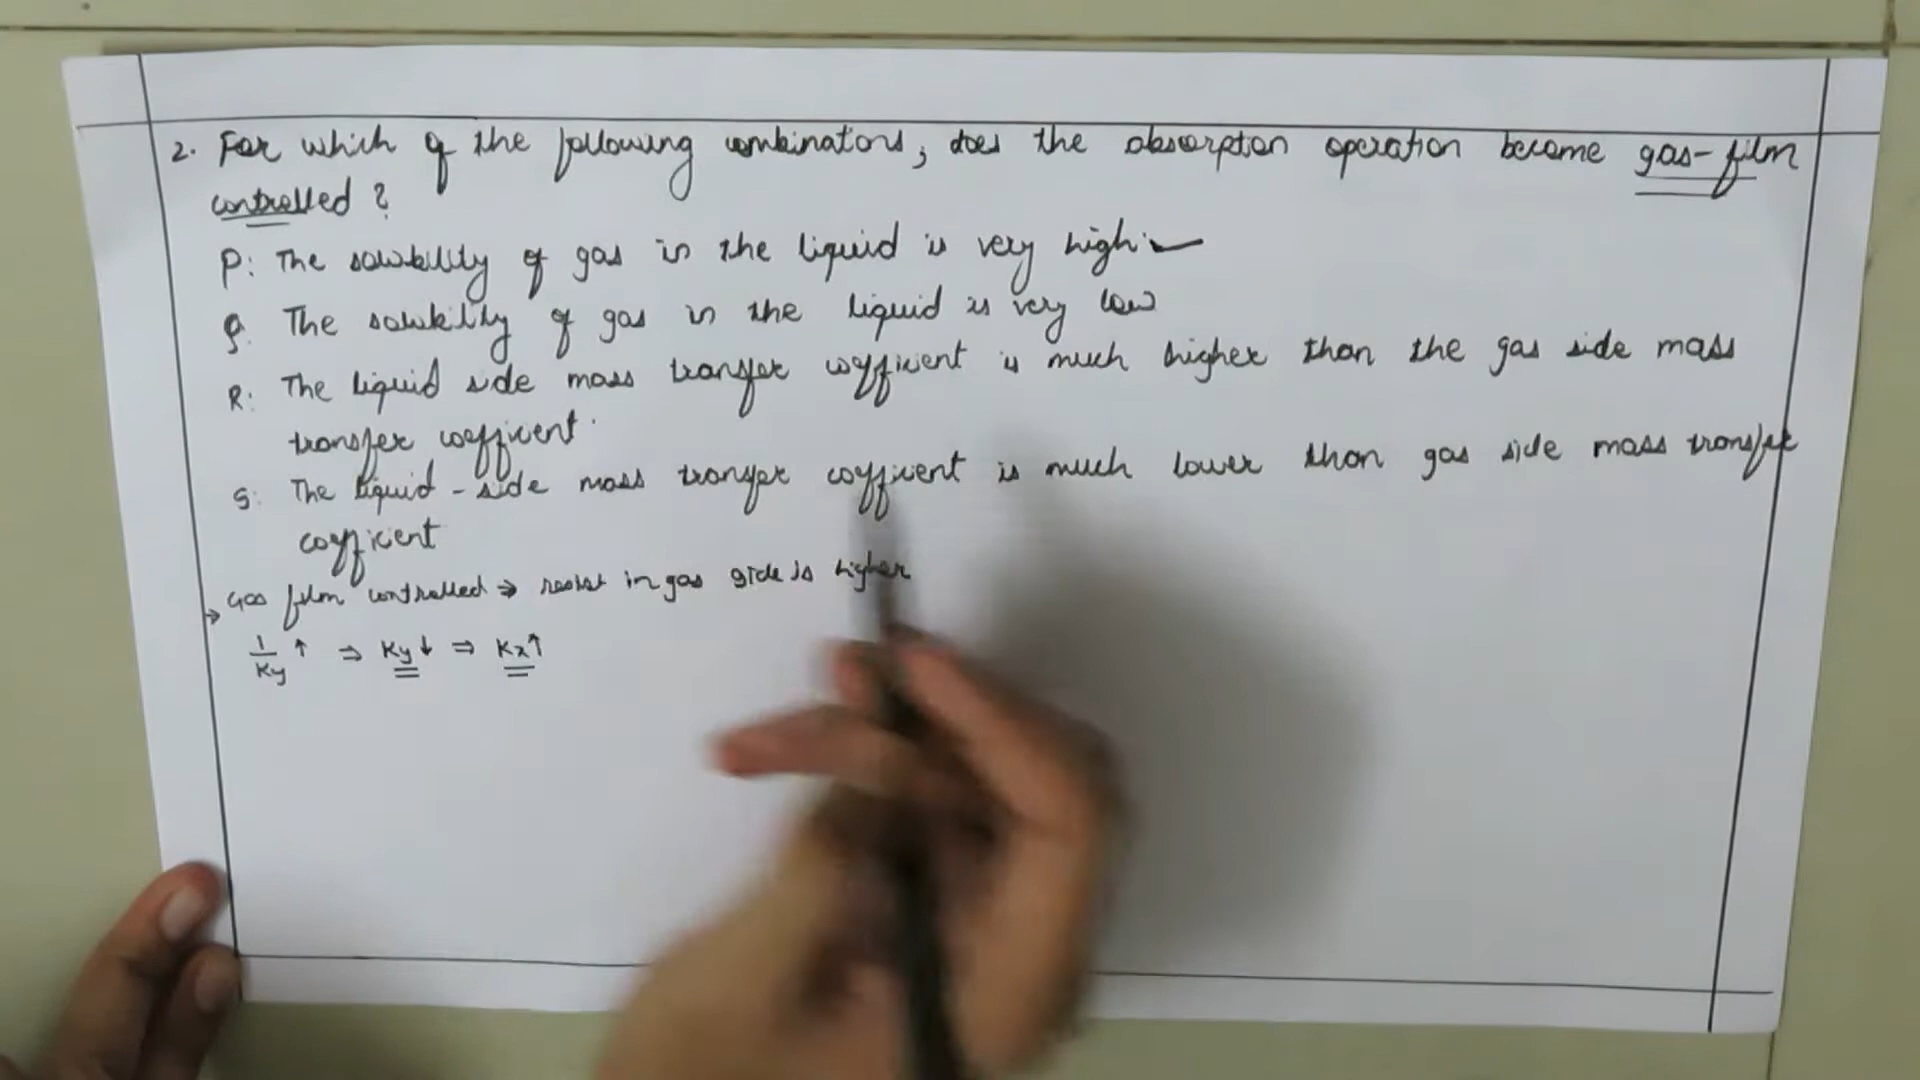 2. For which of the following combinations, does the absorption operation become gas-film
controlled?
P: The solubility of gas in the liquid is very high.
Q. The solubility of gas in the liquid is very low
R: The liquid side mass transfer coefficient is much higher than the gas side mass
transfer coefficient.
S: The liquid-side mass transfer coefficient is much lower than gas side mass transfer
coefficient
→ Gas film controlled ⇒ resist in gas side is higher
1/Ky ↑ ⇒ Ky↓ ⇒ Kx↑